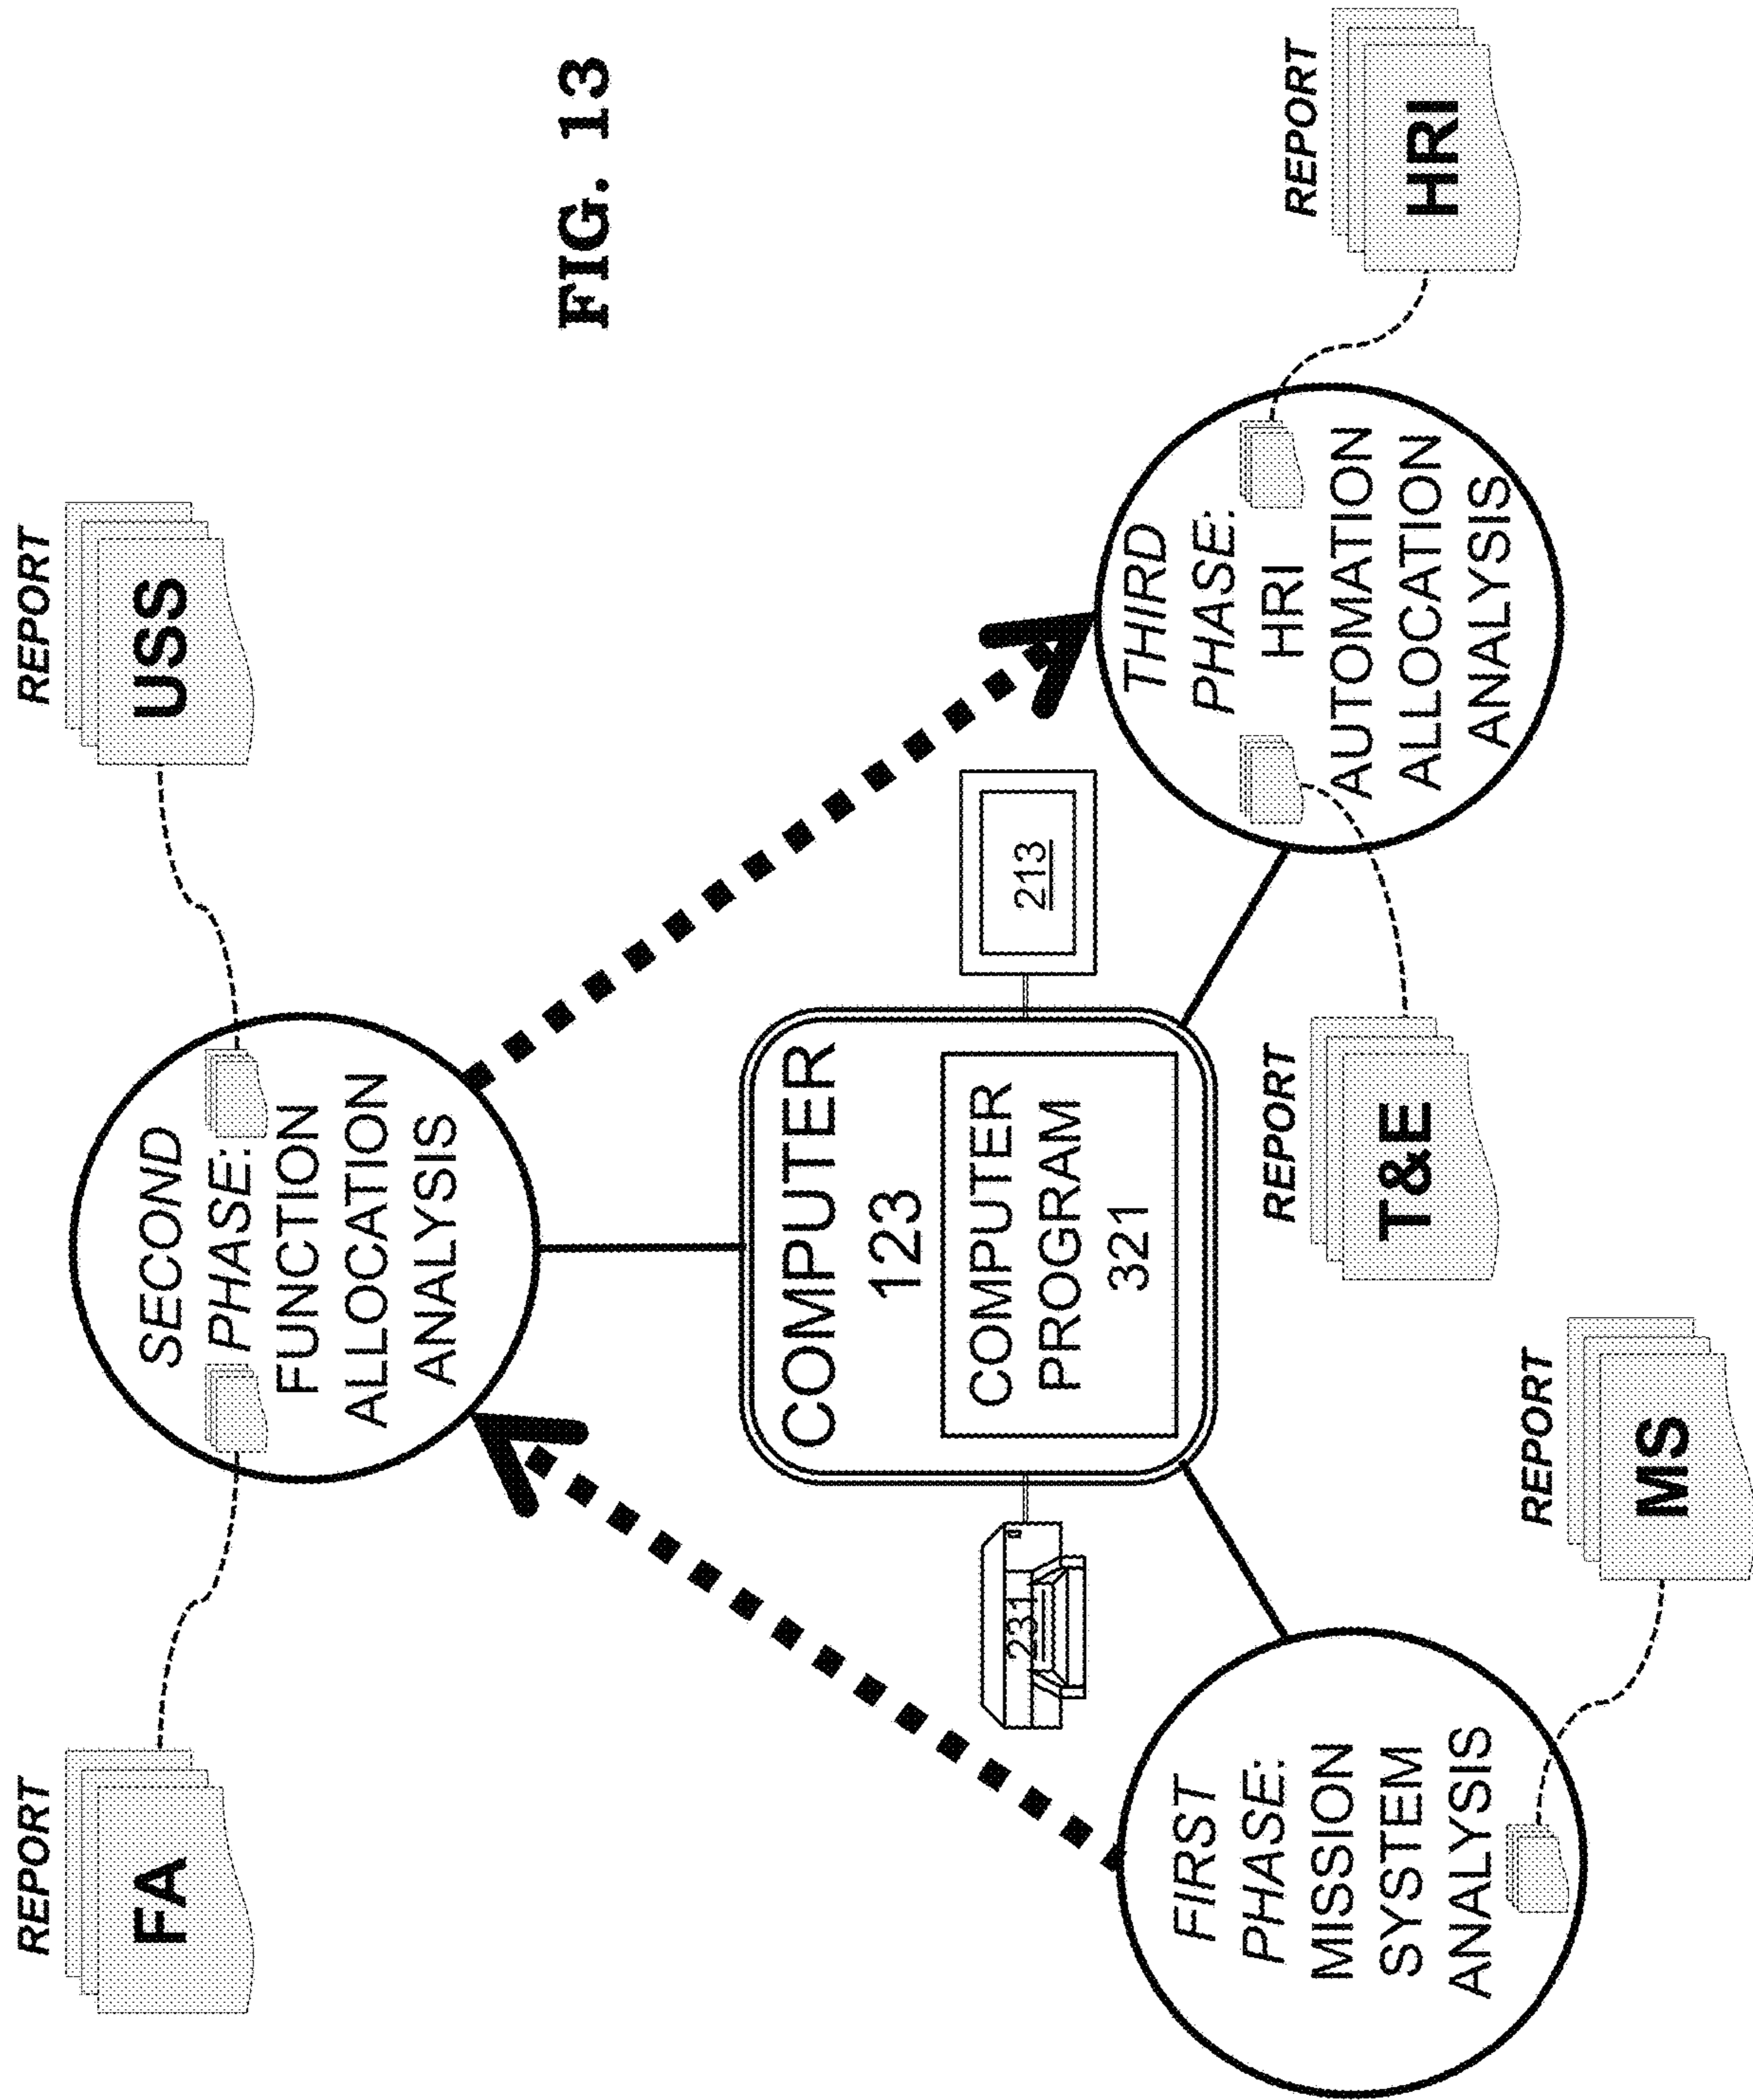 REPORT
FA
REPORT
USS
SECOND
PHASE:
FUNCTION
ALLOCATION
ANALYSIS
FIG. 13
COMPUTER
123
COMPUTER
PROGRAM
321
231
213
FIRST
PHASE:
MISSION
SYSTEM
ANALYSIS
THIRD
PHASE:
HRI
AUTOMATION
ALLOCATION
ANALYSIS
REPORT
MS
REPORT
T&E
REPORT
HRI